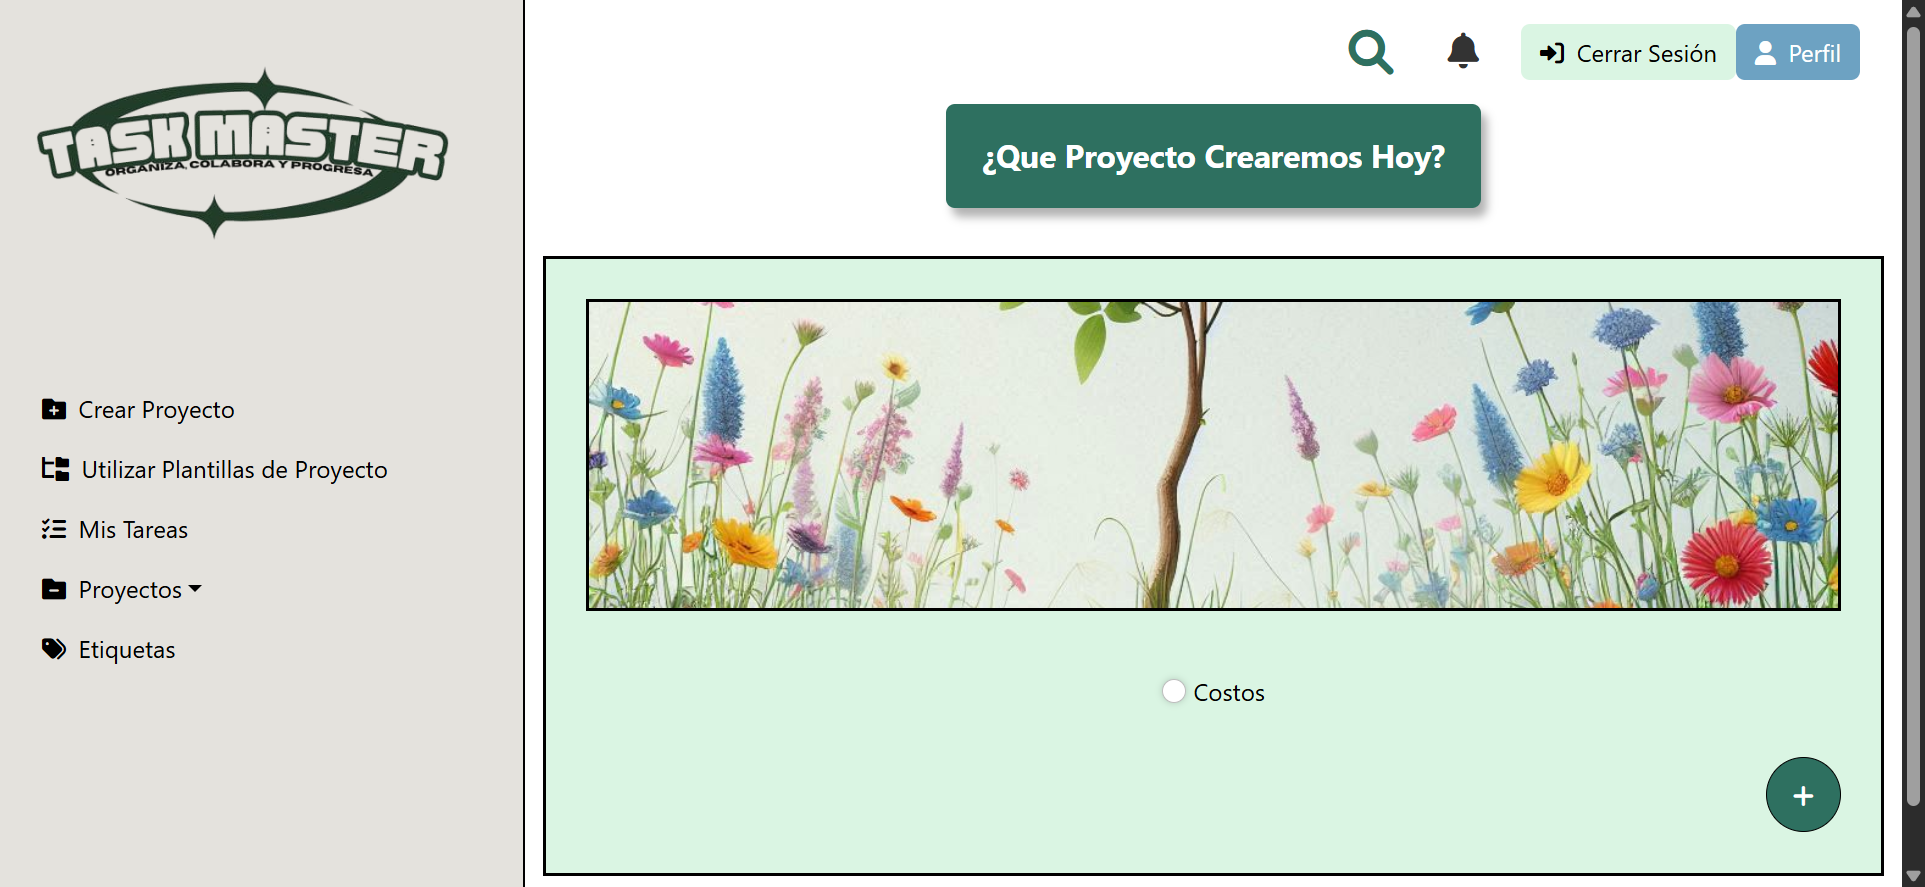 TASK MASTER
ORGANIZA, COLABORA Y PROGRESA
Crear Proyecto
Utilizar Plantillas de Proyecto
Mis Tareas
Proyectos
Etiquetas
Cerrar Sesión
Perfil
¿Que Proyecto Crearemos Hoy?
Costos